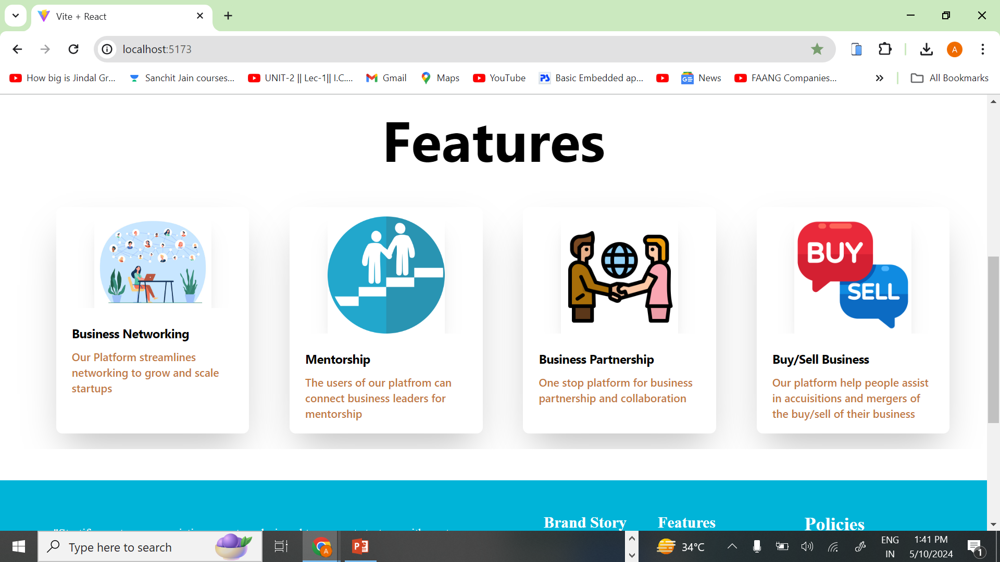 Vite + React
localhost:5173
How big is Jindal Gr...
Sanchit Jain courses...
UNIT-2 || Lec-1|| I.C....
Gmail
Maps
YouTube
Basic Embedded ap...
News
FAANG Companies...
All Bookmarks
Features
Business Networking
Our Platform streamlines
networking to grow and scale
startups
Mentorship
The users of our platfrom can
connect business leaders for
mentorship
Business Partnership
One stop platform for business
partnership and collaboration
BUY
SELL
Buy/Sell Business
Our platform help people assist
in accuisitions and mergers of
the buy/sell of their business
Brand Story
Features
Policies
Type here to search
34°C
ENG
IN
1:41 PM
5/10/2024
1